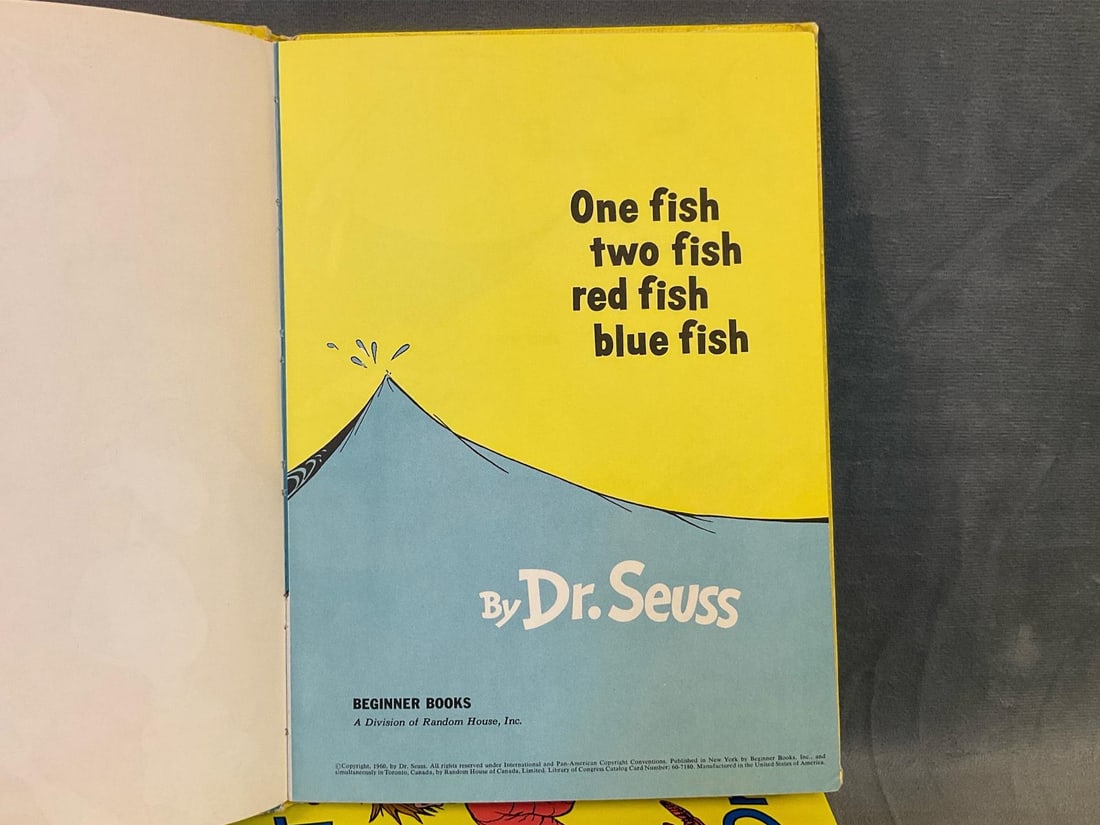 One fish
two fish
red fish
blue fish
By Dr. Seuss
BEGINNER BOOKS
A Division of Random House, Inc.
©Copyright, 1960, by Dr. Seuss. All rights reserved under International and Pan-American Copyright Conventions. Published in New York by Beginner Books, Inc., and
simultaneously in Toronto, Canada, by Random House of Canada, Limited. Library of Congress Catalog Card Number: 60-7180. Manufactured in the United States of America.